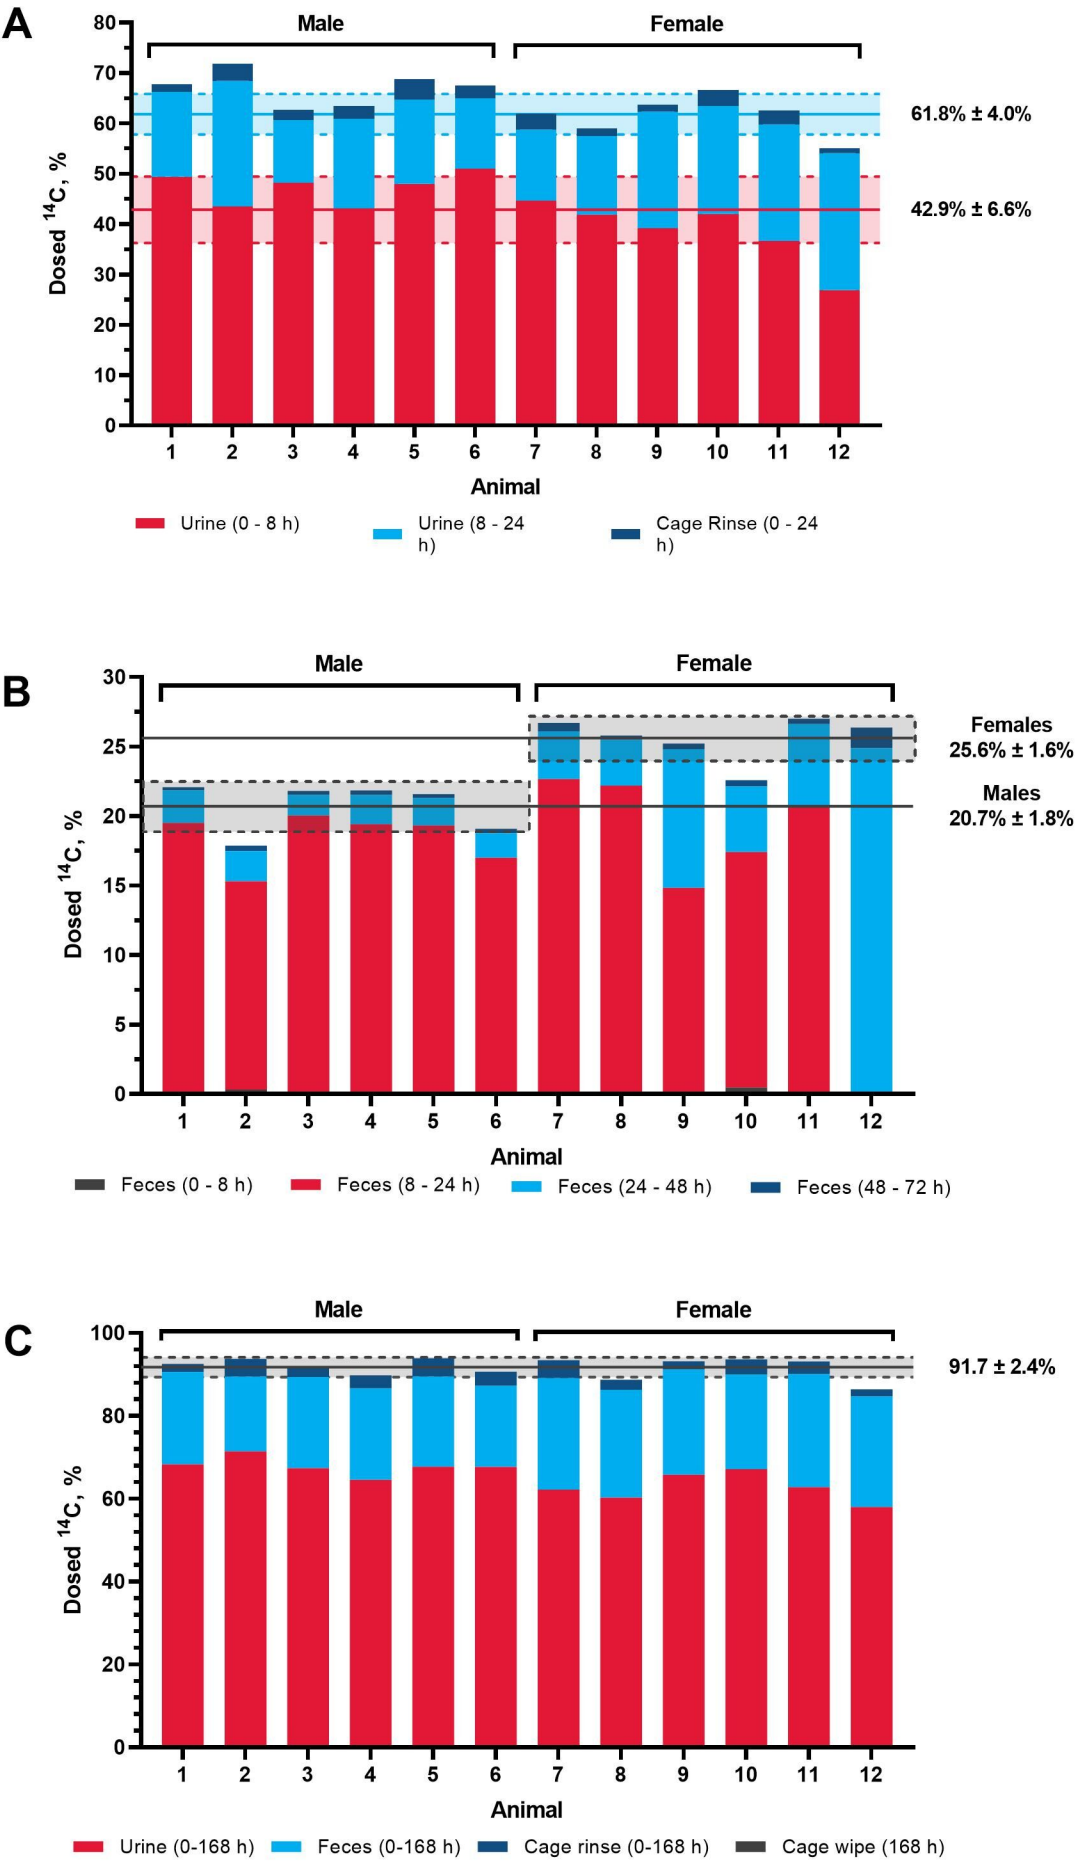 A
Male
Female
80
70
60
50
40
30
20
10
0
Dosed ¹⁴C, %
61.8% ± 4.0%
42.9% ± 6.6%
1 2 3 4 5 6 7 8 9 10 11 12
Animal
Urine (0 - 8 h)
Urine (8 - 24
h)
Cage Rinse (0 - 24
h)
B
Male
Female
30
25
20
15
10
5
0
Dosed ¹⁴C, %
Females
25.6% ± 1.6%
Males
20.7% ± 1.8%
1 2 3 4 5 6 7 8 9 10 11 12
Animal
Feces (0 - 8 h)
Feces (8 - 24 h)
Feces (24 - 48 h)
Feces (48 - 72 h)
C
Male
Female
100
80
60
40
20
0
Dosed ¹⁴C, %
91.7 ± 2.4%
1 2 3 4 5 6 7 8 9 10 11 12
Animal
Urine (0-168 h)
Feces (0-168 h)
Cage rinse (0-168 h)
Cage wipe (168 h)